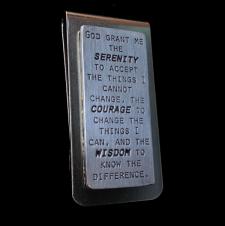 GOD GRANT ME
THE
SERENITY
TO ACCEPT
THE THINGS I
CANNOT
CHANGE, THE
COURAGE TO
CHANGE THE
THINGS I
CAN, AND THE
WISDOM TO
KNOW THE
DIFFERENCE.